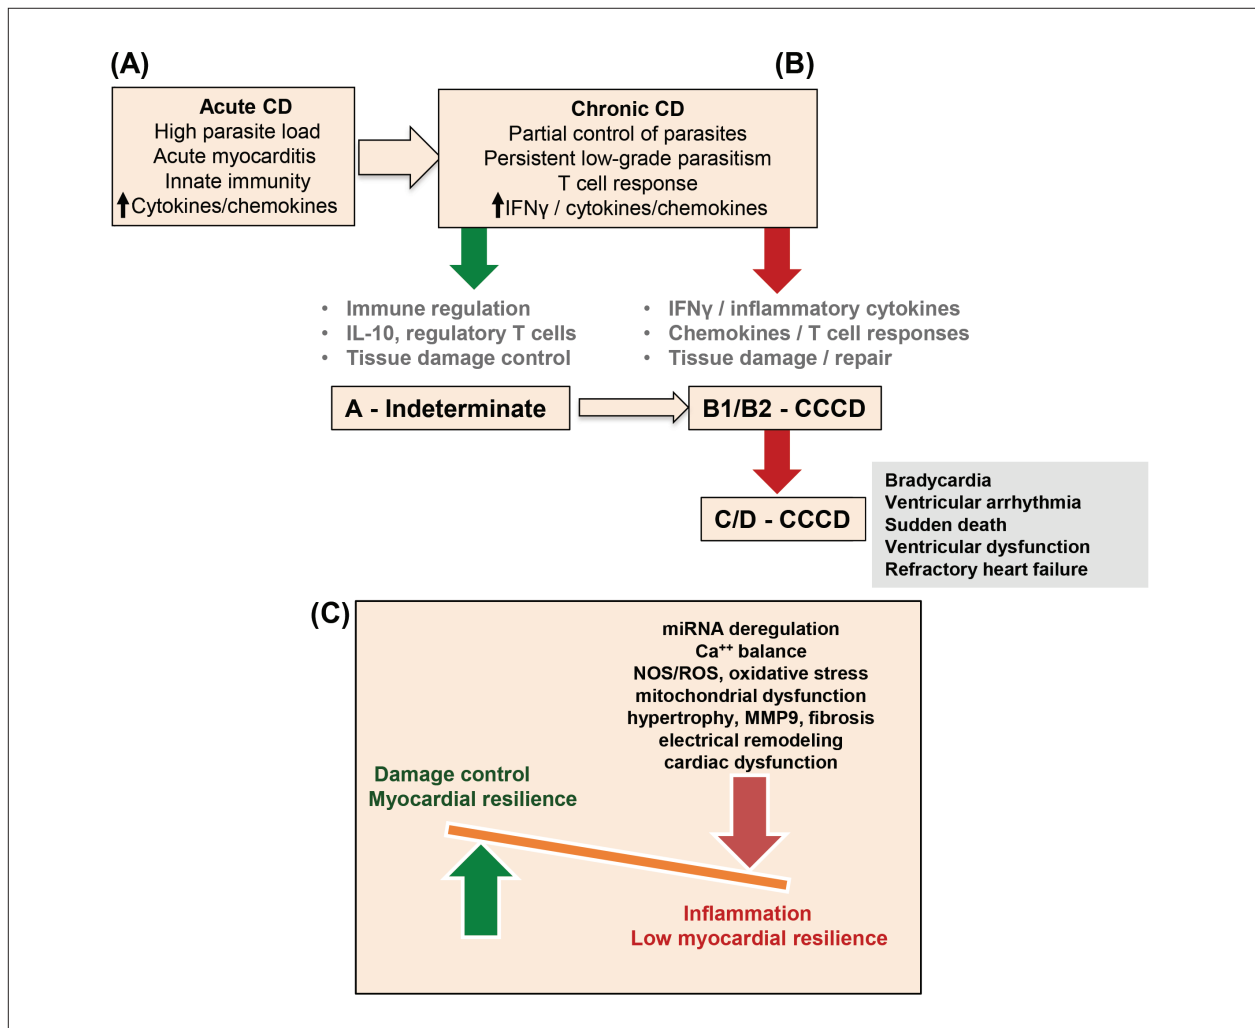 (A)
(B)
Acute CD
High parasite load
Acute myocarditis
Innate immunity
Cytokines/chemokines
Chronic CD
Partial control of parasites
Persistent low-grade parasitism
T cell response
IFNγ / cytokines/chemokines
• Immune regulation
• IL-10, regulatory T cells
• Tissue damage control
• IFNγ / inflammatory cytokines
• Chemokines / T cell responses
• Tissue damage / repair
A - Indeterminate
B1/B2 - CCCD
C/D - CCCD
Bradycardia
Ventricular arrhythmia
Sudden death
Ventricular dysfunction
Refractory heart failure
(C)
miRNA deregulation
Ca⁺⁺ balance
NOS/ROS, oxidative stress
mitochondrial dysfunction
hypertrophy, MMP9, fibrosis
electrical remodeling
cardiac dysfunction
Damage control
Myocardial resilience
Inflammation
Low myocardial resilience